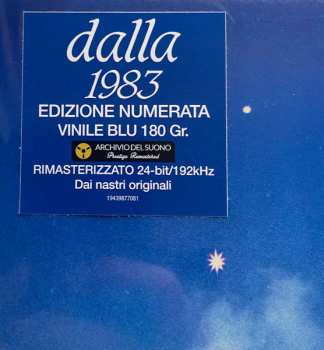 dalla
1983
EDIZIONE NUMERATA
VINILE BLU 180 Gr.
ARCHIVIO DEL SUONO
Prestige Remastered
RIMASTERIZZATO 24-bit/192kHz
Dai nastri originali
19439877081